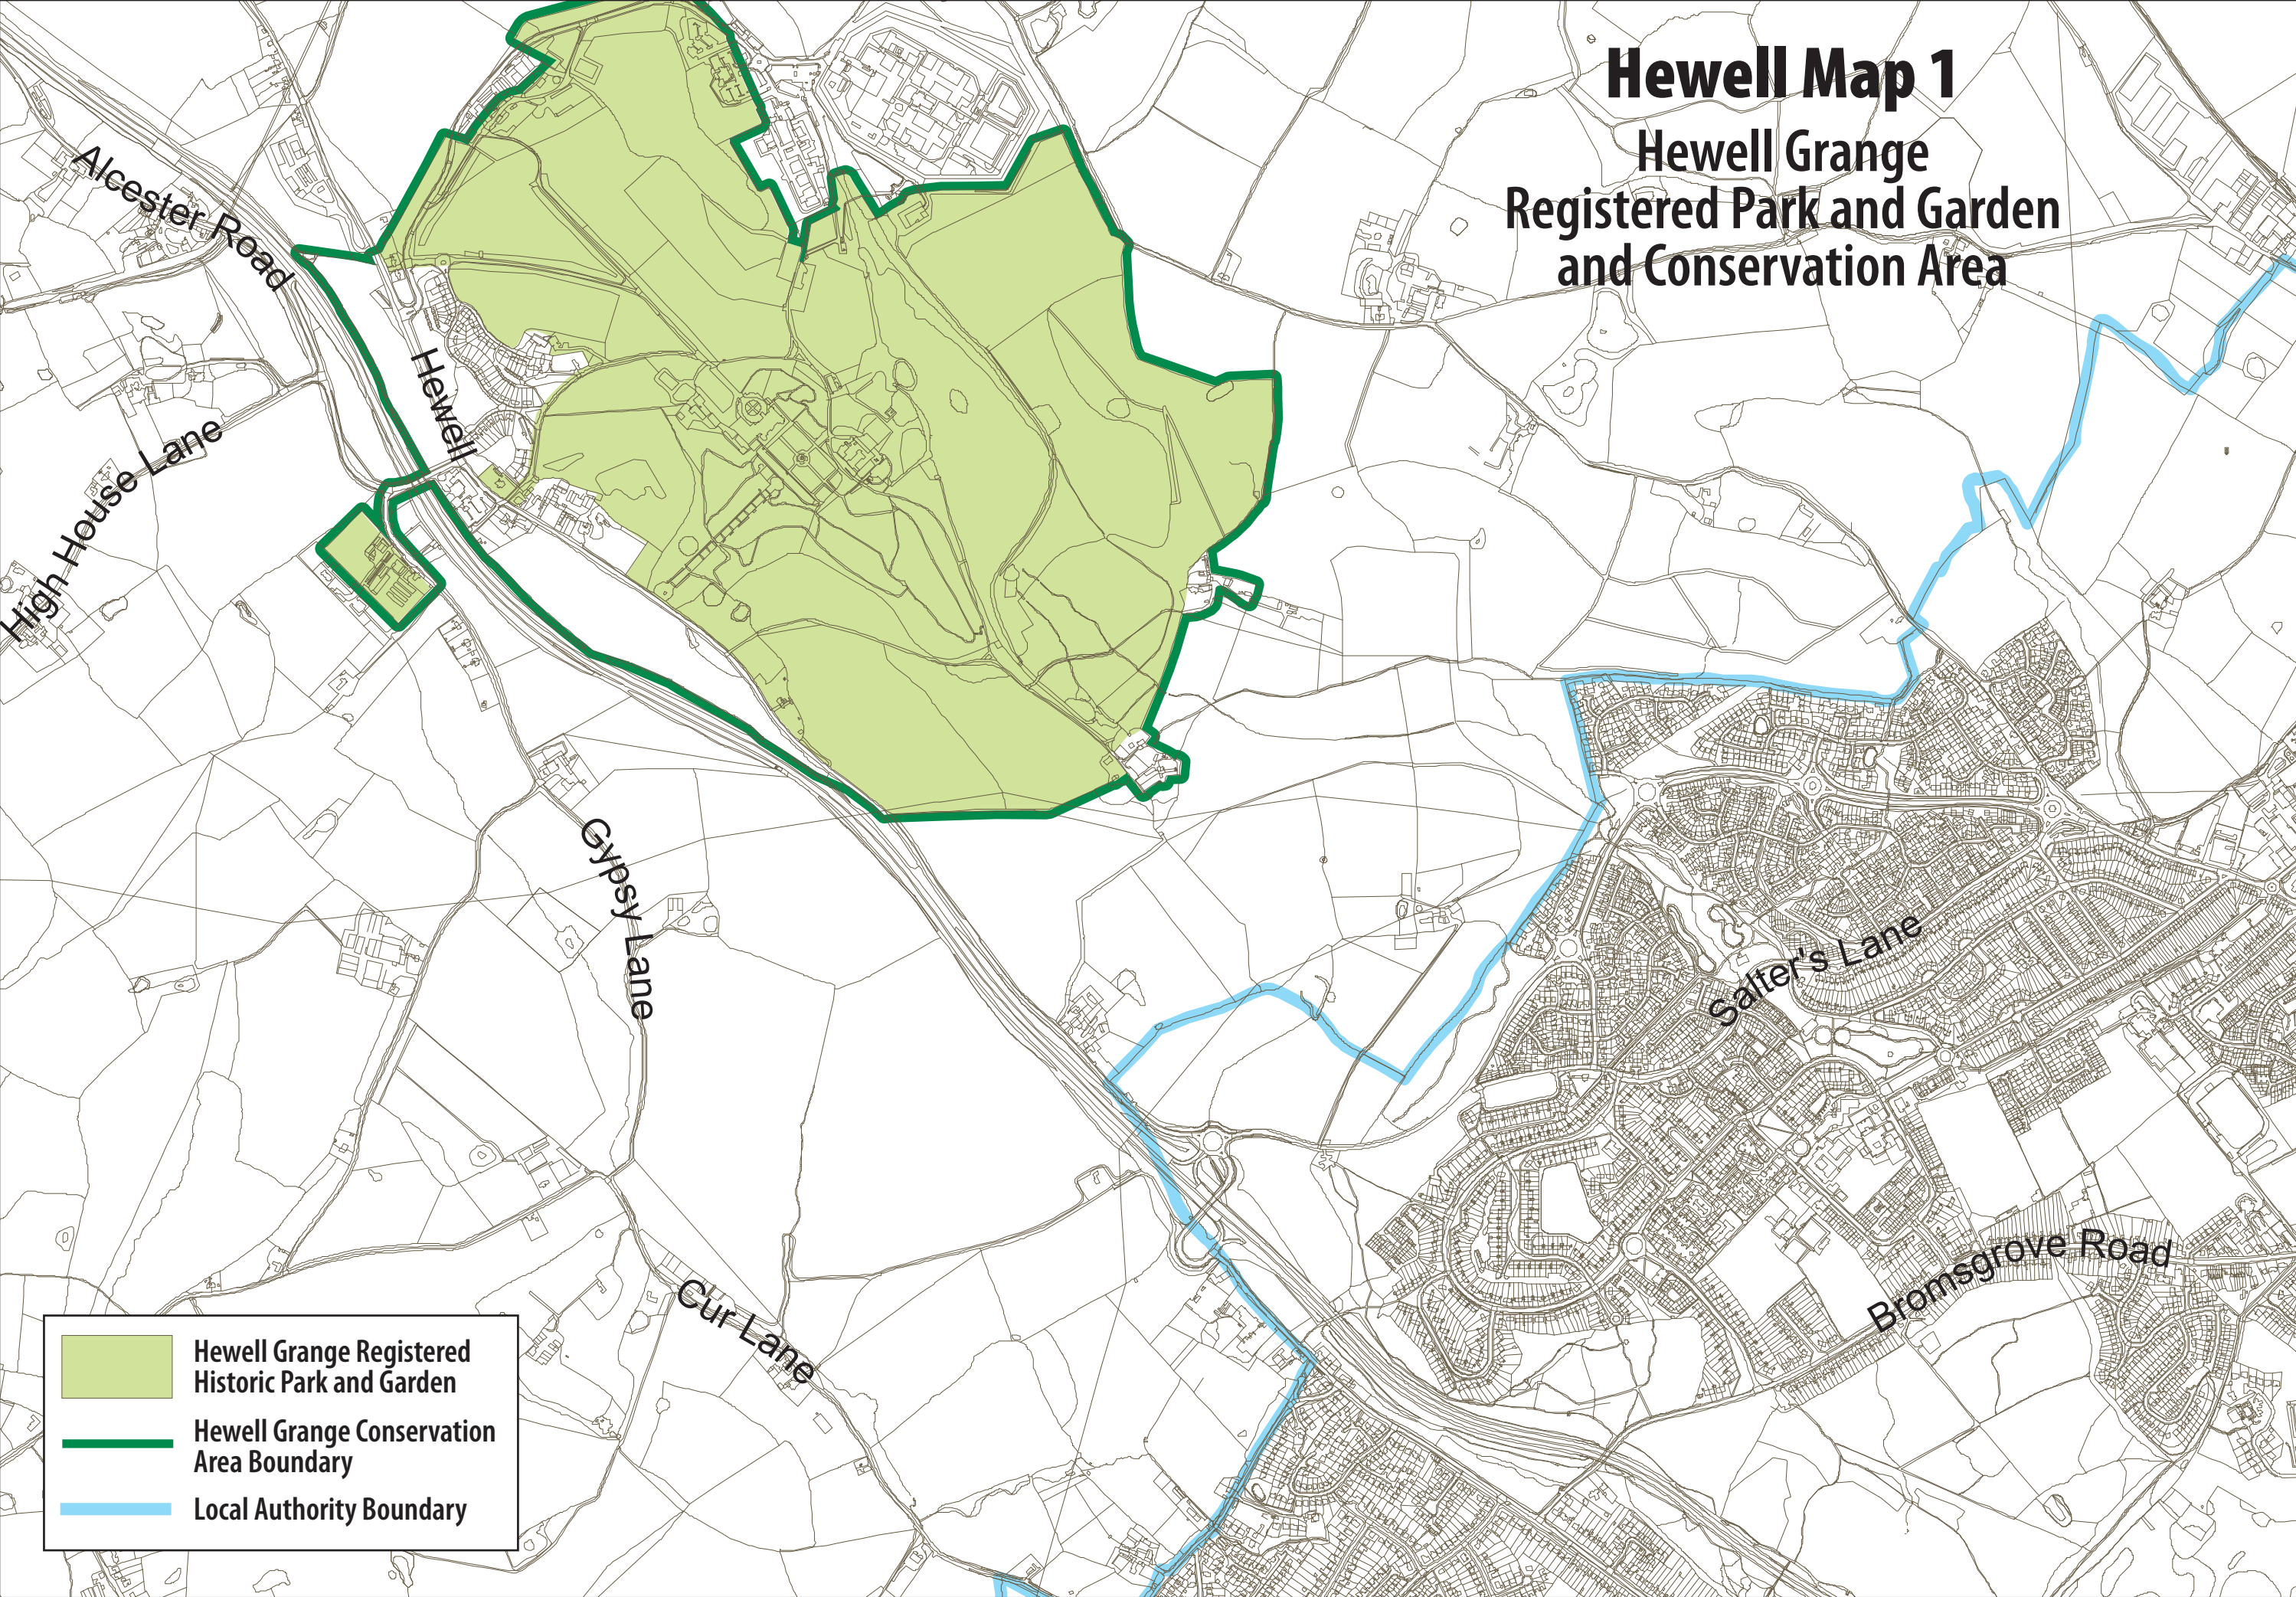 Hewell Map 1
Hewell Grange
Registered Park and Garden
and Conservation Area
Alcester Road
Hewell
High House Lane
Gypsy Lane
Salter's Lane
Bromsgrove Road
Cur Lane
Hewell Grange Registered
Historic Park and Garden
Hewell Grange Conservation
Area Boundary
Local Authority Boundary